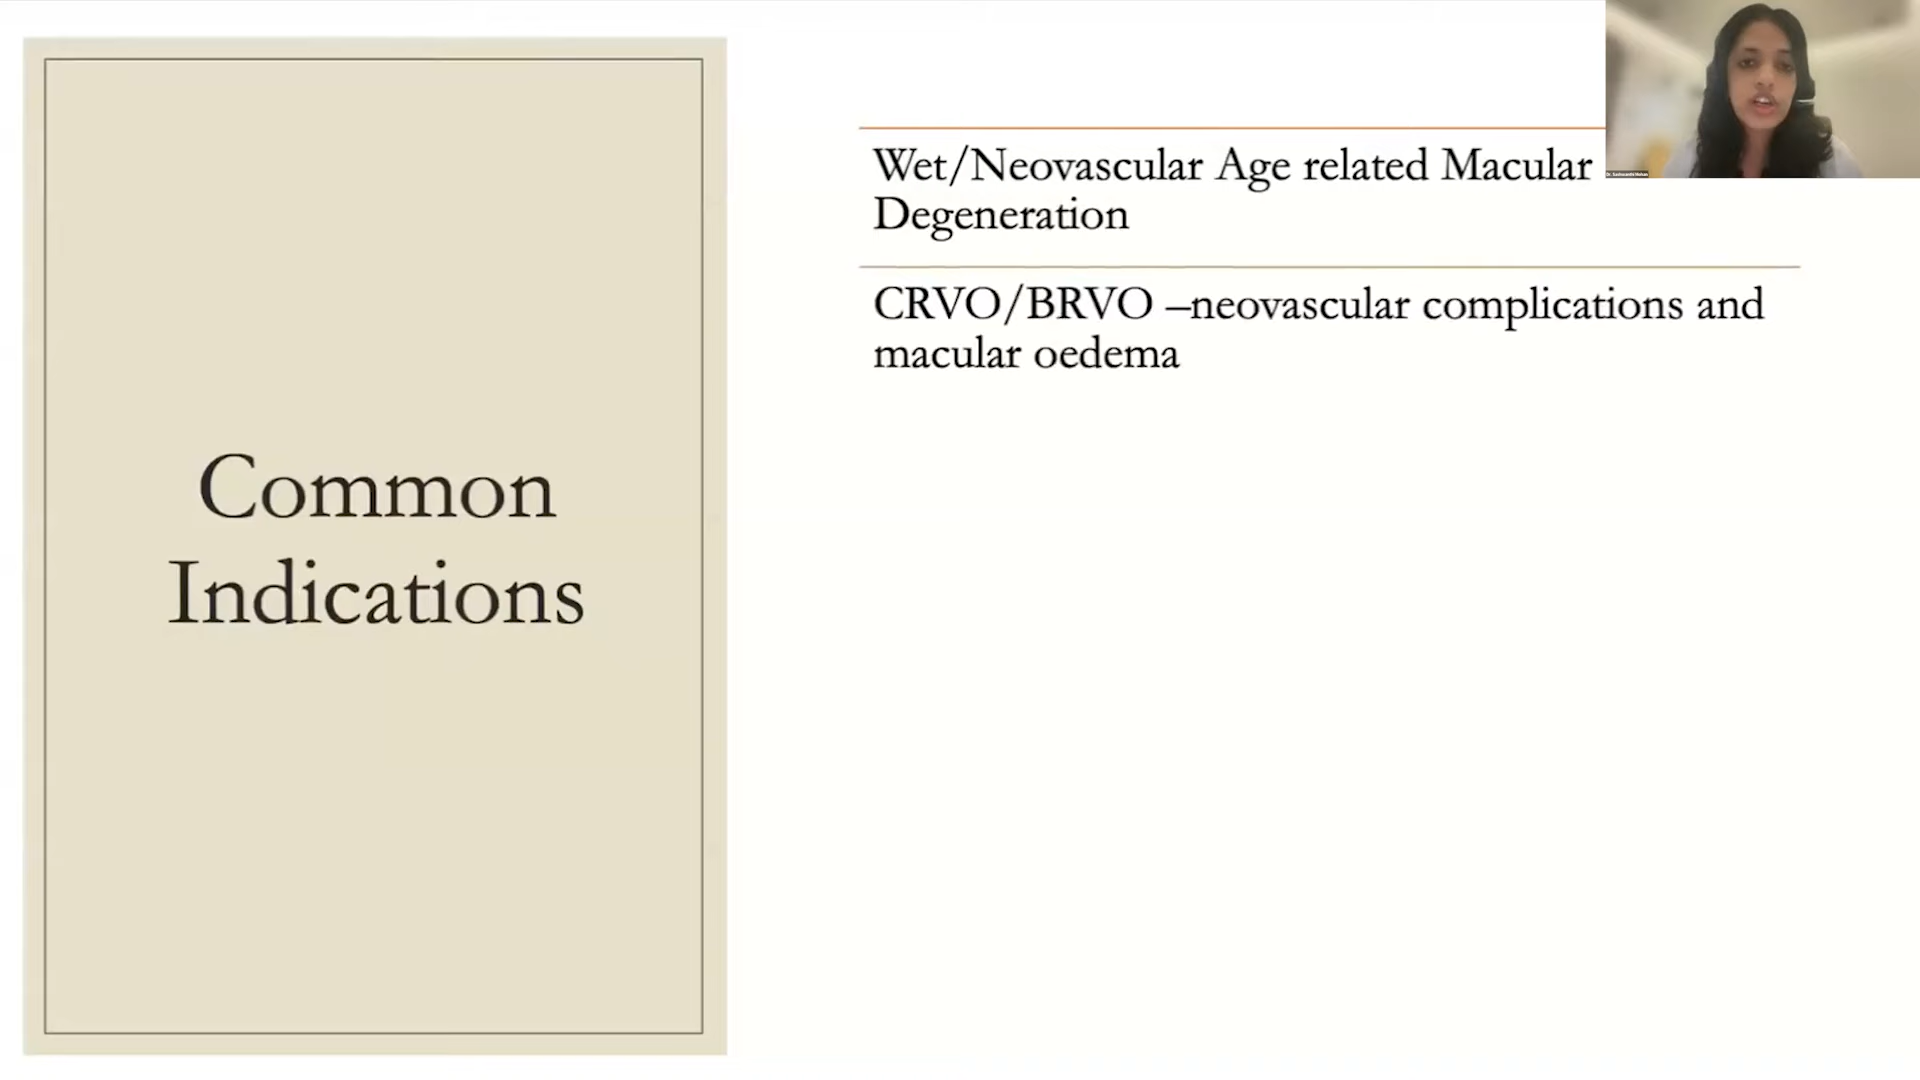 Common
Indications
Wet/Neovascular Age related Macular
Degeneration
CRVO/BRVO –neovascular complications and
macular oedema